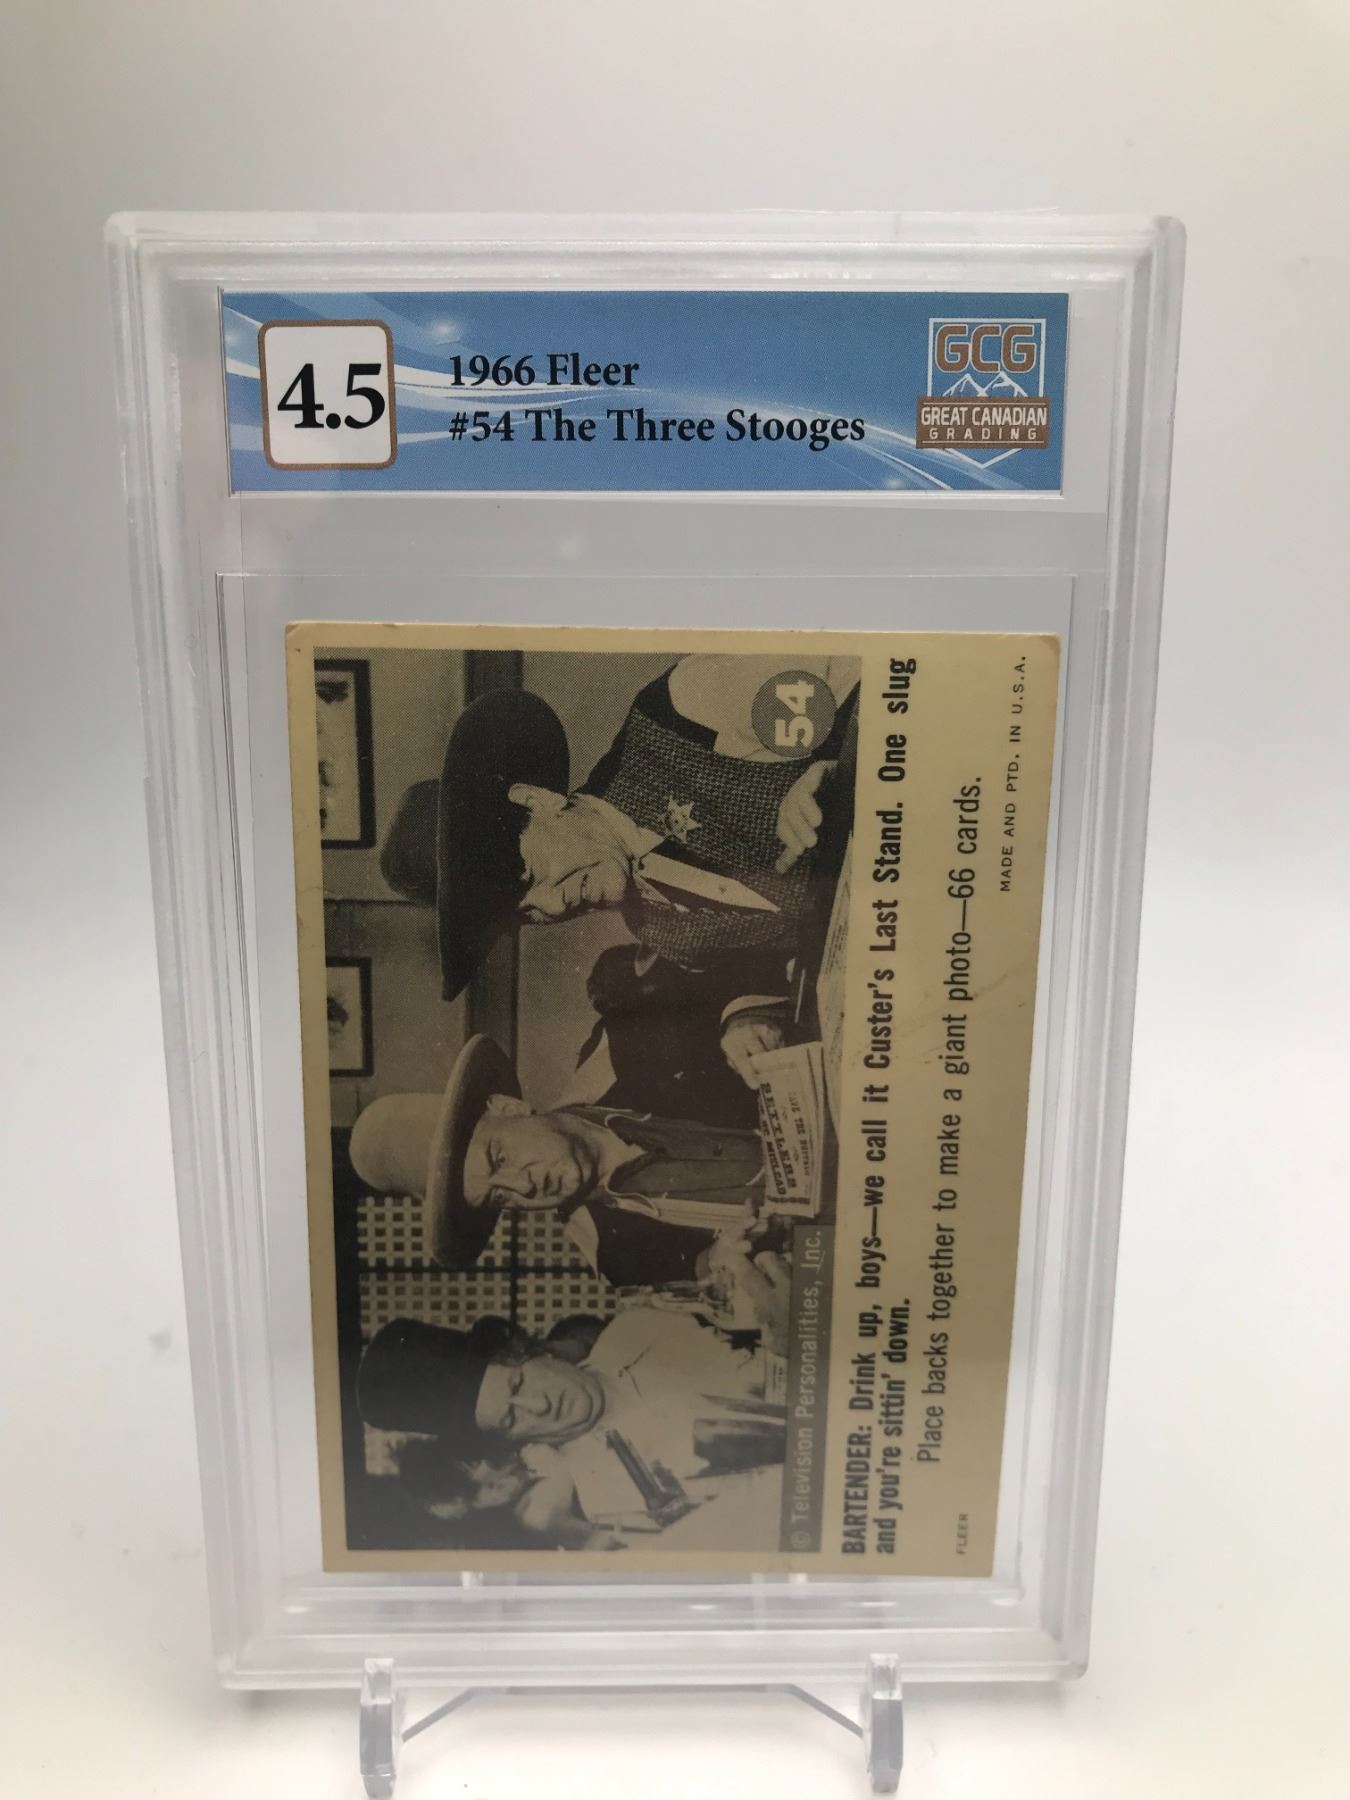 4.5
1966 Fleer
#54 The Three Stooges
GCG
GREAT CANADIAN
GRADING
54
© Television Personalities, Inc.
BARTENDER: Drink up, boys—we call it Custer's Last Stand. One slug
and you're sittin' down.
Place backs together to make a giant photo—66 cards.
FLEER
MADE AND PTD. IN U.S.A.